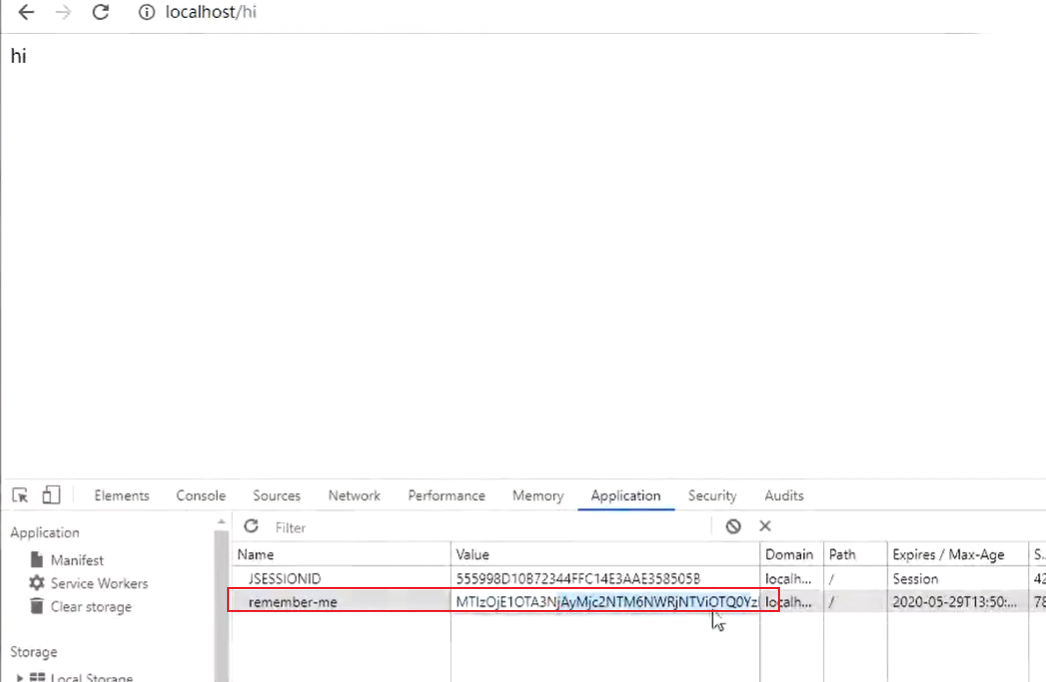 localhost/hi
hi
Elements Console Sources Network Performance Memory Application Security Audits
Application
Manifest
Service Workers
Clear storage
Storage
Local Storage
Filter
Name Value Domain Path Expires / Max-Age S..
JSESSIONID 555998D10B72344FFC14E3AAE358505B localh... / Session 42
remember-me MTIzOjE1OTA3NjAyMjc2NTM6NWRjNTViOTQ0Yz localh... / 2020-05-29T13:50:... 78